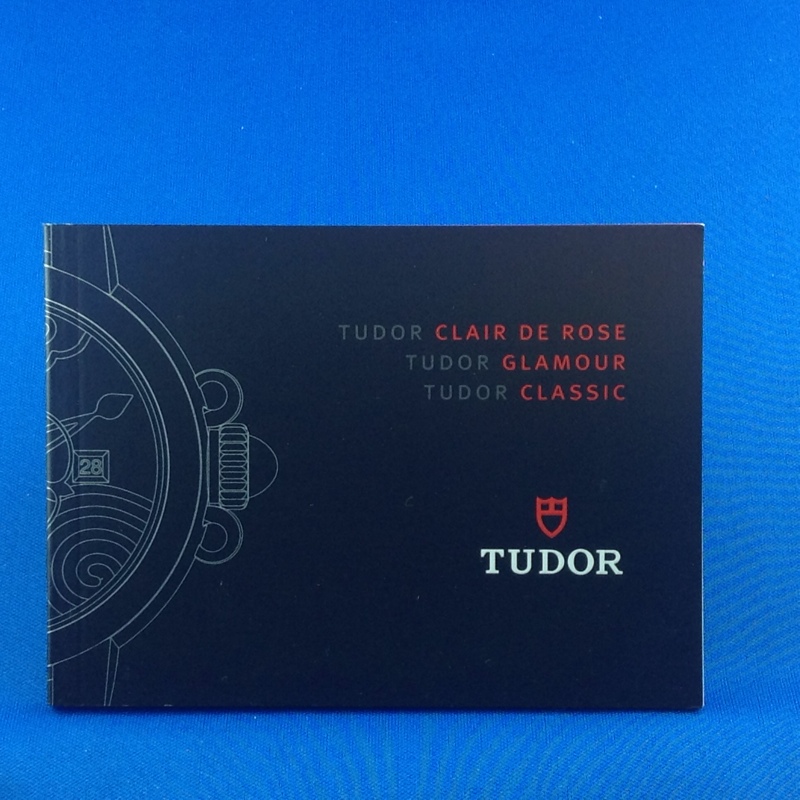 TUDOR CLAIR DE ROSE
TUDOR GLAMOUR
TUDOR CLASSIC
28
TUDOR